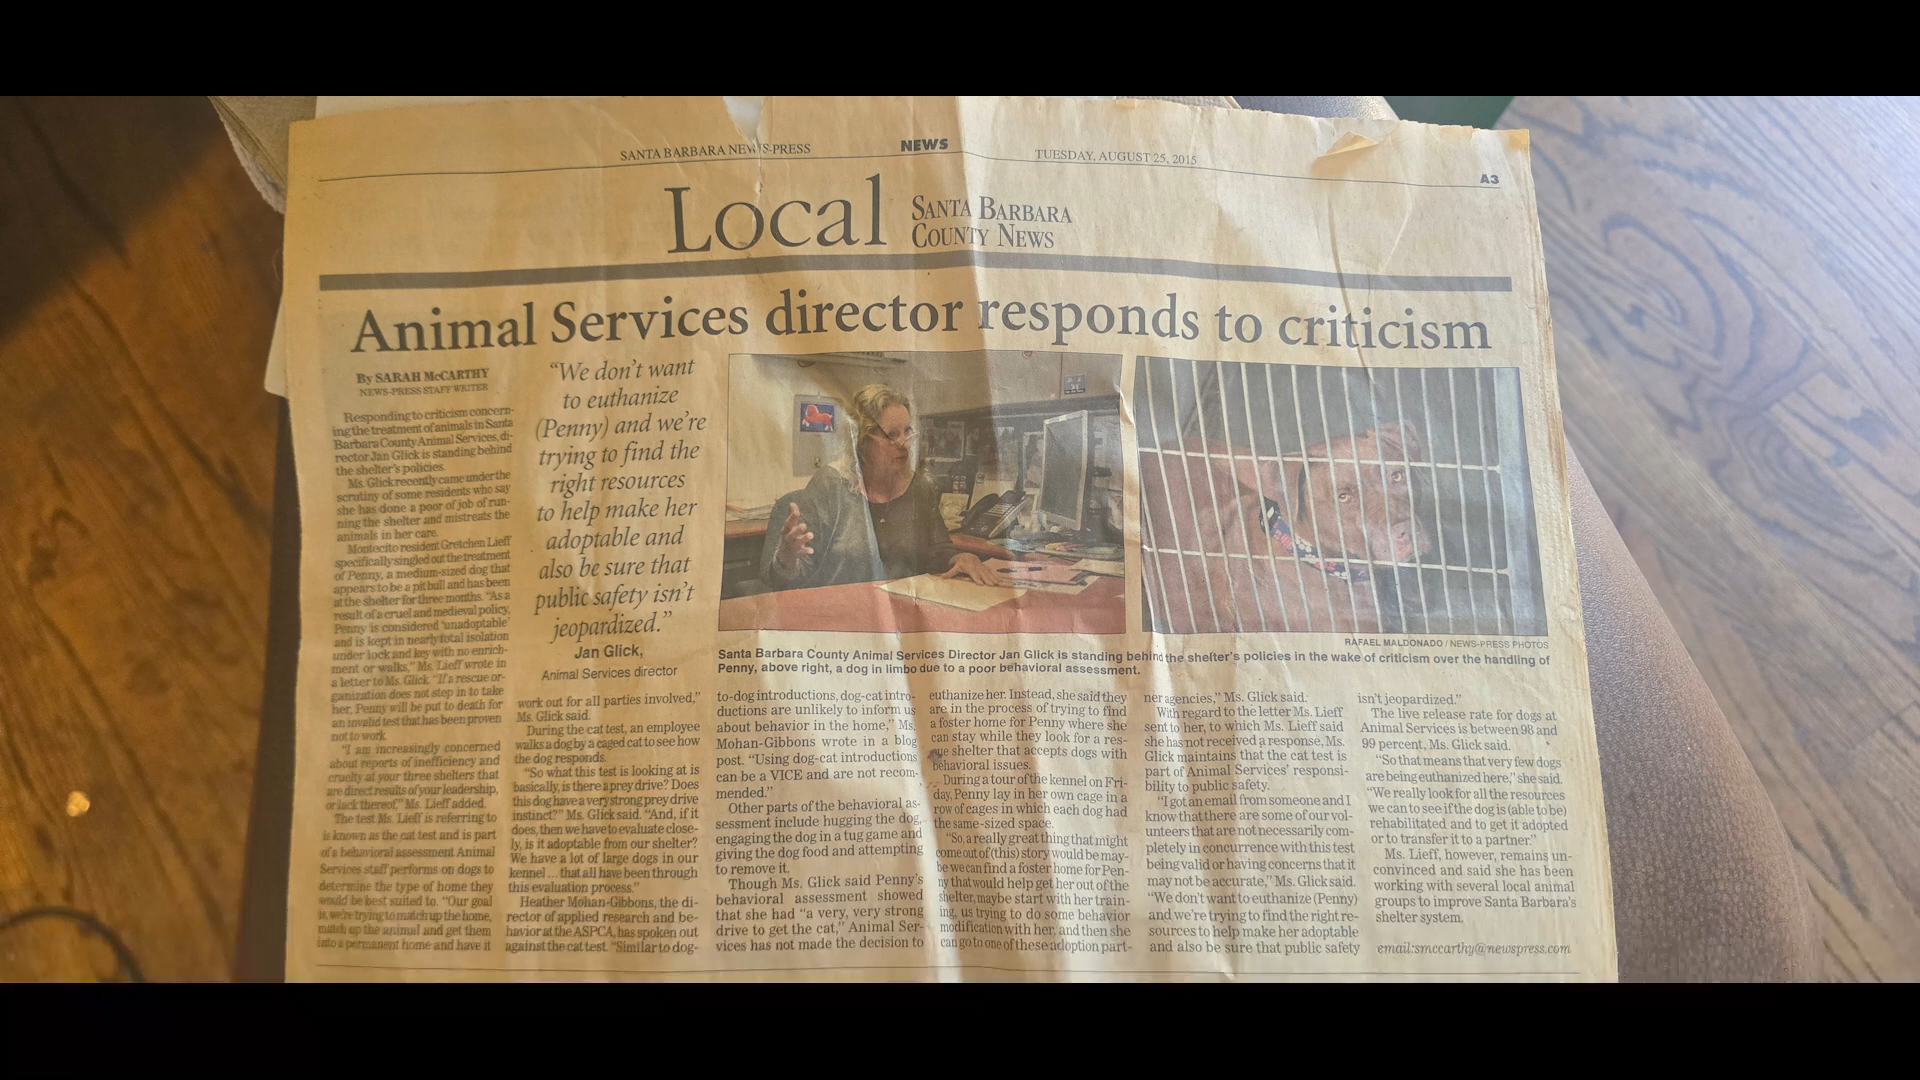 SANTA BARBARA NEWS-PRESS
NEWS
TUESDAY, AUGUST 25, 2015
A3
Local
SANTA BARBARA
COUNTY NEWS
Animal Services director responds to criticism
By SARAH McCARTHY
NEWS-PRESS STAFF WRITER
Responding to criticism concern-
ing the treatment of animals in Santa
Barbara County Animal Services, di-
rector Jan Glick is standing behind
the shelter's policies.
Ms. Glick recently came under the
scrutiny of some residents who say
she has done a poor of job of run-
ning the shelter and mistreats the
animals in her care.
Montecito resident Gretchen Lieff
specifically singled out the treatment
of Penny, a medium-sized dog that
appears to be a pit bull and has been
at the shelter for three months. "As a
result of a cruel and medieval policy,
Penny is considered 'unadoptable'
and is kept in nearly total isolation
under lock and key with no enrich-
ment or walks," Ms. Lieff wrote in
a letter to Ms. Glick. "If a rescue or-
ganization does not step in to take
her, Penny will be put to death for
an invalid test that has been proven
not to work.
"I am increasingly concerned
about reports of inefficiency and
cruelty at your three shelters that
are direct results of your leadership,
or lack thereof," Ms. Lieff added.
The test Ms. Lieff is referring to
is known as the cat test and is part
of a behavioral assessment Animal
Services staff performs on dogs to
determine the type of home they
would be best suited to. "Our goal
is, we're trying to match up the home,
match up the animal and get them
into a permanent home and have it
"We don't want
to euthanize
(Penny) and we're
trying to find the
right resources
to help make her
adoptable and
also be sure that
public safety isn't
jeopardized."
Jan Glick,
Animal Services director
work out for all parties involved,"
Ms. Glick said.
During the cat test, an employee
walks a dog by a caged cat to see how
the dog responds.
"So what this test is looking at is
basically, is there a prey drive? Does
this dog have a very strong prey drive
instinct?" Ms. Glick said. "And, if it
does, then we have to evaluate close-
ly, is it adoptable from our shelter?
We have a lot of large dogs in our
kennel ... that all have been through
this evaluation process."
Heather Mohan-Gibbons, the di-
rector of applied research and be-
havior at the ASPCA, has spoken out
against the cat test. "Similar to dog-
RAFAEL MALDONADO / NEWS-PRESS PHOTOS
Santa Barbara County Animal Services Director Jan Glick is standing behind the shelter's policies in the wake of criticism over the handling of
Penny, above right, a dog in limbo due to a poor behavioral assessment.
to-dog introductions, dog-cat intro-
ductions are unlikely to inform us
about behavior in the home," Ms.
Mohan-Gibbons wrote in a blog
post. "Using dog-cat introductions
can be a VICE and are not recom-
mended."
Other parts of the behavioral as-
sessment include hugging the dog,
engaging the dog in a tug game and
giving the dog food and attempting
to remove it.
Though Ms. Glick said Penny's
behavioral assessment showed
that she had "a very, very strong
drive to get the cat," Animal Ser-
vices has not made the decision to
euthanize her. Instead, she said they
are in the process of trying to find
a foster home for Penny where she
can stay while they look for a res-
cue shelter that accepts dogs with
behavioral issues.
During a tour of the kennel on Fri-
day, Penny lay in her own cage in a
row of cages in which each dog had
the same-sized space.
"So, a really great thing that might
come out of (this) story would be may-
be we can find a foster home for Pen-
ny that would help get her out of the
shelter, maybe start with her train-
ing, us trying to do some behavior
modification with her, and then she
can go to one of these adoption part-
ner agencies," Ms. Glick said.
With regard to the letter Ms. Lieff
sent to her, to which Ms. Lieff said
she has not received a response, Ms.
Glick maintains that the cat test is
part of Animal Services' responsi-
bility to public safety.
"I got an email from someone and I
know that there are some of our vol-
unteers that are not necessarily com-
pletely in concurrence with this test
being valid or having concerns that it
may not be accurate," Ms. Glick said.
"We don't want to euthanize (Penny)
and we're trying to find the right re-
sources to help make her adoptable
and also be sure that public safety
isn't jeopardized."
The live release rate for dogs at
Animal Services is between 98 and
99 percent, Ms. Glick said.
"So that means that very few dogs
are being euthanized here," she said.
"We really look for all the resources
we can to see if the dog is (able to be)
rehabilitated and to get it adopted
or to transfer it to a partner."
Ms. Lieff, however, remains un-
convinced and said she has been
working with several local animal
groups to improve Santa Barbara's
shelter system.
email:smccarthy@newspress.com